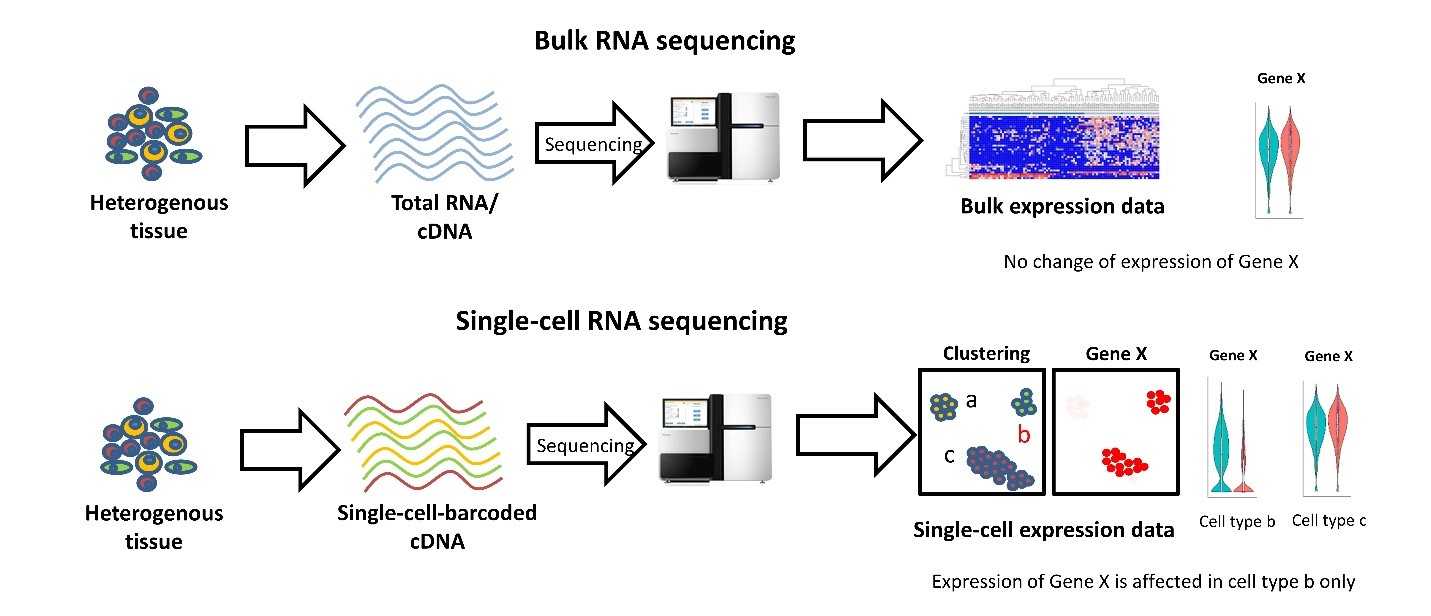 Bulk RNA sequencing
Gene X
Sequencing
Heterogenous
tissue
Total RNA/
cDNA
Bulk expression data
No change of expression of Gene X
Single-cell RNA sequencing
Clustering
Gene X
Gene X
Gene X
a
b
c
Sequencing
Heterogenous
tissue
Single-cell-barcoded
cDNA
Single-cell expression data
Cell type b
Cell type c
Expression of Gene X is affected in cell type b only